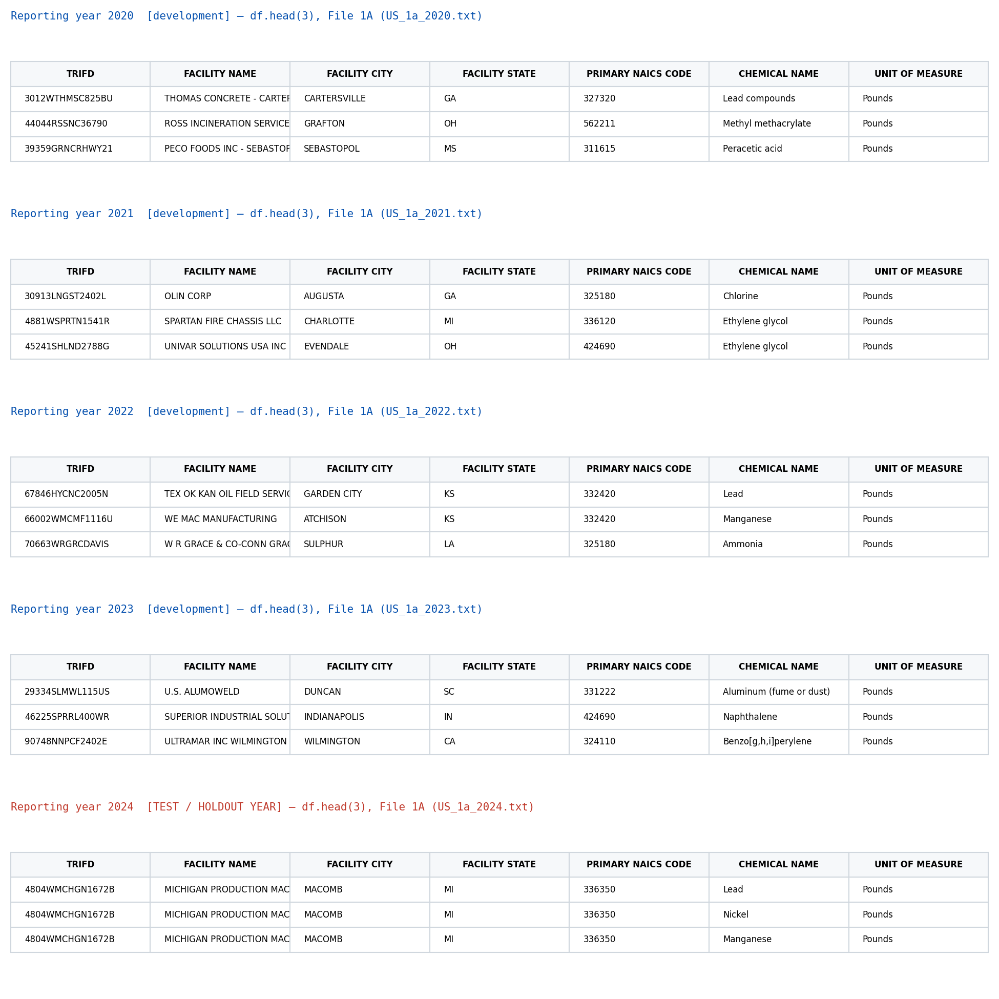 Reporting year 2020  [development] — df.head(3), File 1A (US_1a_2020.txt)
TRIFD FACILITY NAME FACILITY CITY FACILITY STATE PRIMARY NAICS CODE CHEMICAL NAME UNIT OF MEASURE
3012WTHMSC825BU THOMAS CONCRETE - CARTER CARTERSVILLE GA 327320 Lead compounds Pounds
44044RSSNC36790 ROSS INCINERATION SERVICE GRAFTON OH 562211 Methyl methacrylate Pounds
39359GRNCRHWY21 PECO FOODS INC - SEBASTOP SEBASTOPOL MS 311615 Peracetic acid Pounds
Reporting year 2021  [development] — df.head(3), File 1A (US_1a_2021.txt)
TRIFD FACILITY NAME FACILITY CITY FACILITY STATE PRIMARY NAICS CODE CHEMICAL NAME UNIT OF MEASURE
30913LNGST2402L OLIN CORP AUGUSTA GA 325180 Chlorine Pounds
4881WSPRTN1541R SPARTAN FIRE CHASSIS LLC CHARLOTTE MI 336120 Ethylene glycol Pounds
45241SHLND2788G UNIVAR SOLUTIONS USA INC EVENDALE OH 424690 Ethylene glycol Pounds
Reporting year 2022  [development] — df.head(3), File 1A (US_1a_2022.txt)
TRIFD FACILITY NAME FACILITY CITY FACILITY STATE PRIMARY NAICS CODE CHEMICAL NAME UNIT OF MEASURE
67846HYCNC2005N TEX OK KAN OIL FIELD SERVIC GARDEN CITY KS 332420 Lead Pounds
66002WMCMF1116U WE MAC MANUFACTURING ATCHISON KS 332420 Manganese Pounds
70663WRGRCDAVIS W R GRACE & CO-CONN GRAC SULPHUR LA 325180 Ammonia Pounds
Reporting year 2023  [development] — df.head(3), File 1A (US_1a_2023.txt)
TRIFD FACILITY NAME FACILITY CITY FACILITY STATE PRIMARY NAICS CODE CHEMICAL NAME UNIT OF MEASURE
29334SLMWL115US U.S. ALUMOWELD DUNCAN SC 331222 Aluminum (fume or dust) Pounds
46225SPRRL400WR SUPERIOR INDUSTRIAL SOLUT INDIANAPOLIS IN 424690 Naphthalene Pounds
90748NNPCF2402E ULTRAMAR INC WILMINGTON WILMINGTON CA 324110 Benzo[g,h,i]perylene Pounds
Reporting year 2024  [TEST / HOLDOUT YEAR] — df.head(3), File 1A (US_1a_2024.txt)
TRIFD FACILITY NAME FACILITY CITY FACILITY STATE PRIMARY NAICS CODE CHEMICAL NAME UNIT OF MEASURE
4804WMCHGN1672B MICHIGAN PRODUCTION MAC MACOMB MI 336350 Lead Pounds
4804WMCHGN1672B MICHIGAN PRODUCTION MAC MACOMB MI 336350 Nickel Pounds
4804WMCHGN1672B MICHIGAN PRODUCTION MAC MACOMB MI 336350 Manganese Pounds